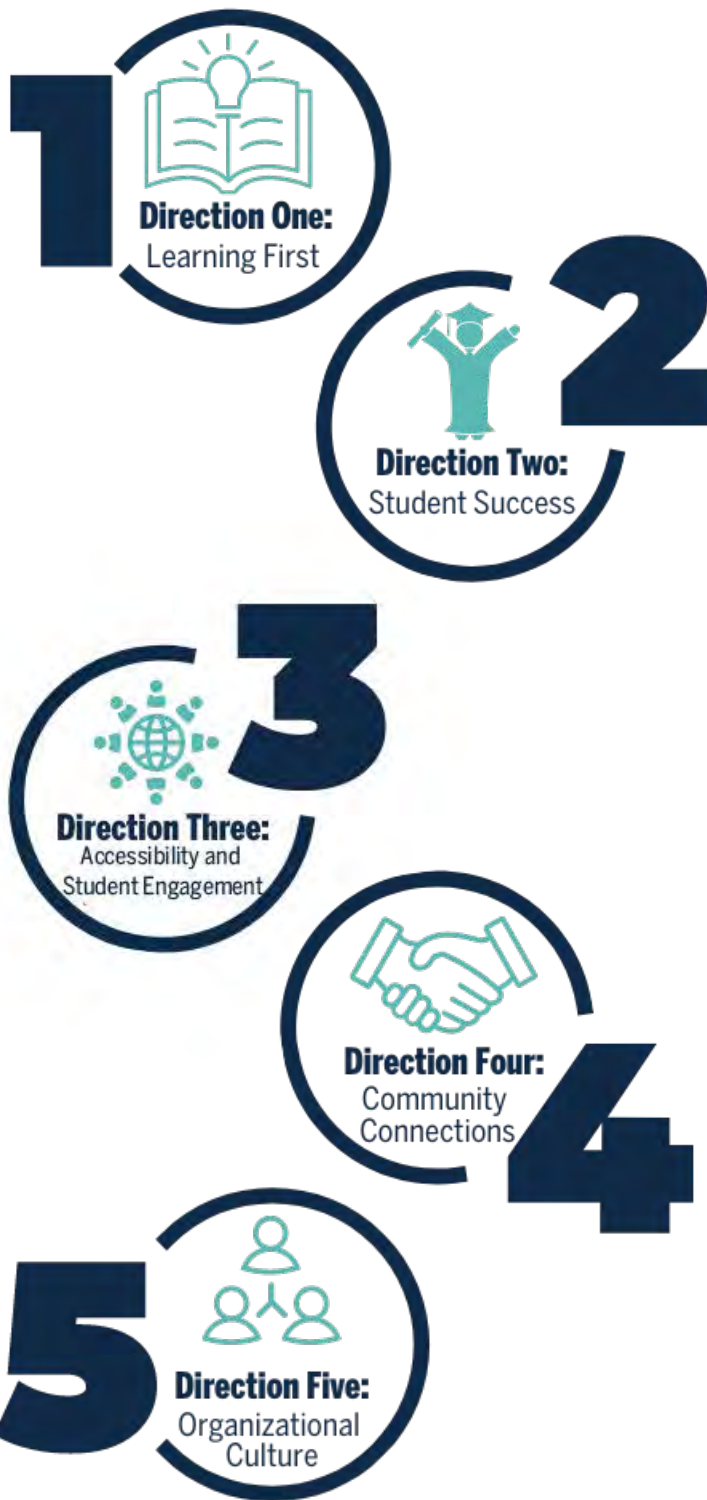 1
Direction One:
Learning First
2
Direction Two:
Student Success
3
Direction Three:
Accessibility and
Student Engagement
4
Direction Four:
Community
Connections
5
Direction Five:
Organizational
Culture